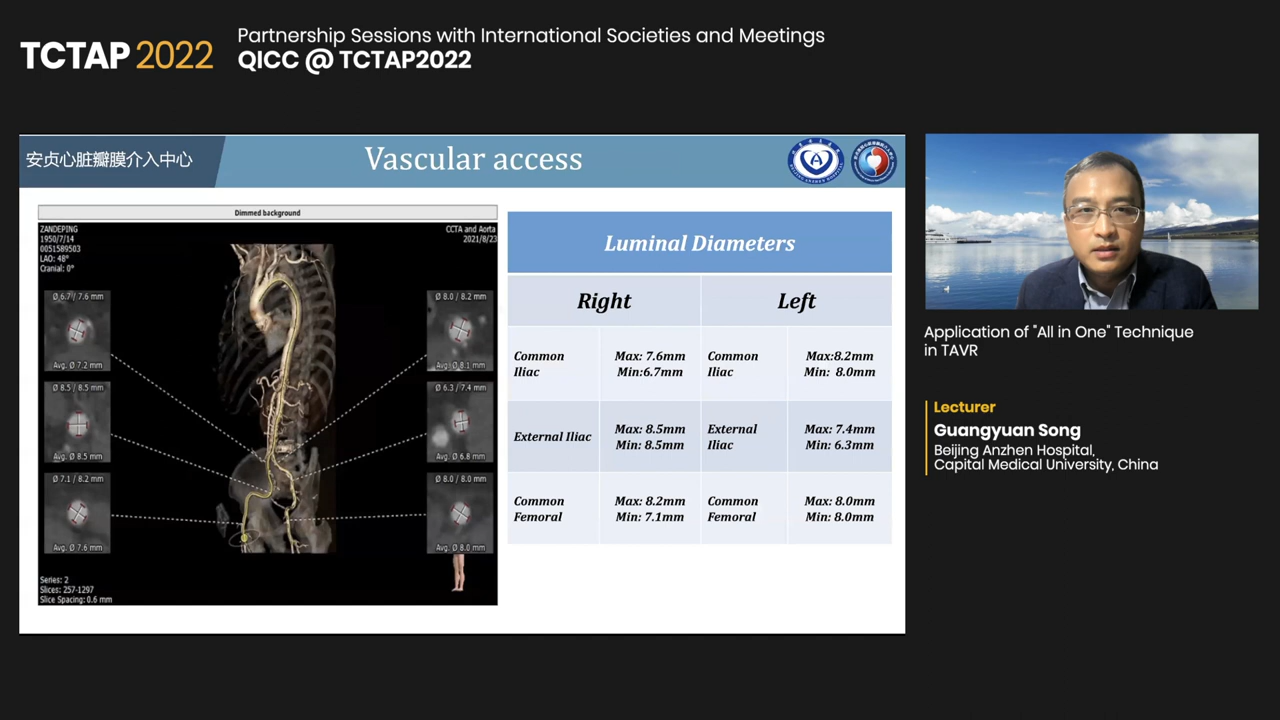 TCTAP 2022
Partnership Sessions with International Societies and Meetings
QICC @ TCTAP2022
安贞心脏瓣膜介入中心
Vascular access
Dimmed background
ZANDEPING
1950/7/14
0051589503
LAO: 48°
Cranial: 0°
CCTA and Aorta
2021/8/23
Ø 6.7 / 7.6 mm
Avg. Ø 7.2 mm
Ø 8.5 / 8.5 mm
Avg. Ø 8.5 mm
Ø 7.1 / 8.2 mm
Avg. Ø 7.6 mm
Ø 8.0 / 8.2 mm
Avg. Ø 8.1 mm
Ø 6.3 / 7.4 mm
Avg. Ø 6.8 mm
Ø 8.0 / 8.0 mm
Avg. Ø 8.0 mm
Series: 2
Slices: 257-1297
Slice Spacing: 0.6 mm
Luminal Diameters
Right
Left
Common
Iliac
Max: 7.6mm
Min:6.7mm
Common
Iliac
Max:8.2mm
Min: 8.0mm
External Iliac
Max: 8.5mm
Min: 8.5mm
External
Iliac
Max: 7.4mm
Min: 6.3mm
Common
Femoral
Max: 8.2mm
Min: 7.1mm
Common
Femoral
Max: 8.0mm
Min: 8.0mm
Application of "All in One" Technique
in TAVR
Lecturer
Guangyuan Song
Beijing Anzhen Hospital,
Capital Medical University, China